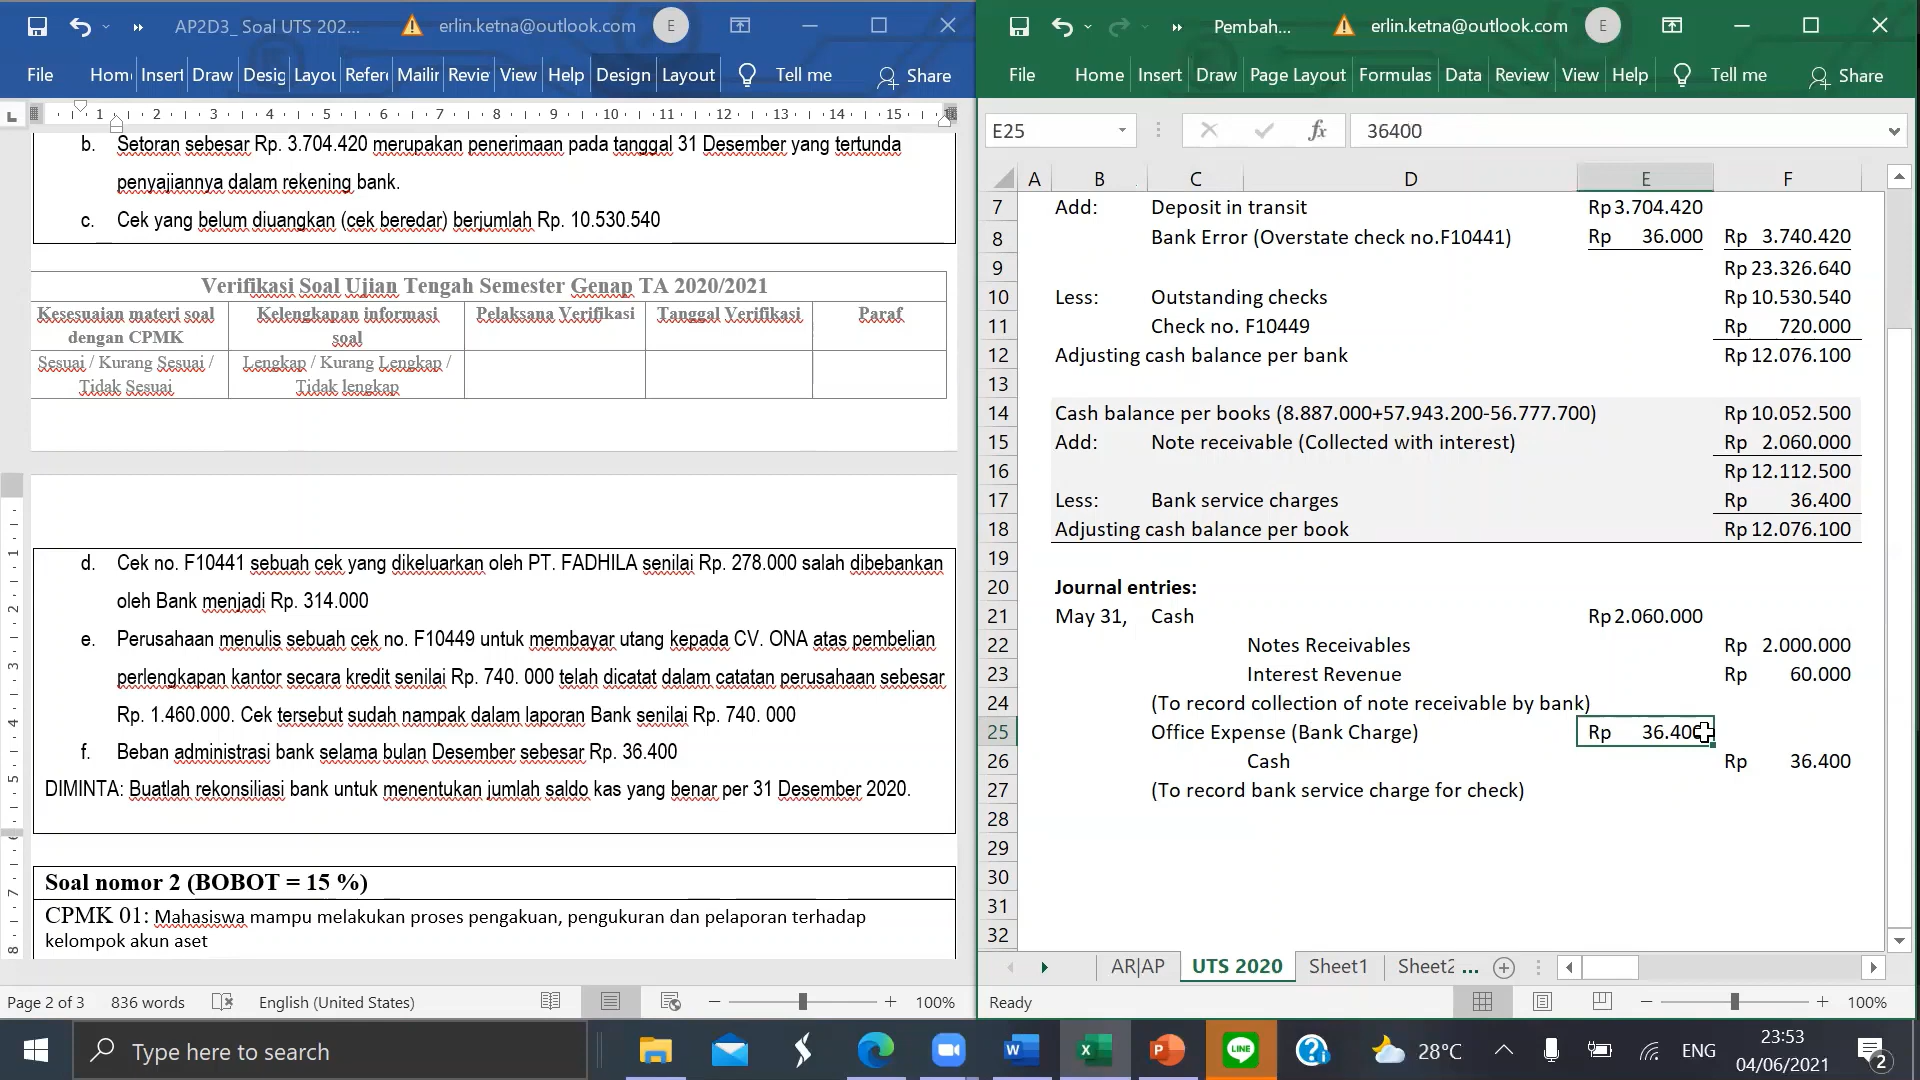 AP2D3_ Soal UTS 202...
erlin.ketna@outlook.com
E
File
Hom
Insert
Draw
Desig
Layou
Refere
Mailin
Revie
View
Help
Design
Layout
Tell me
Share
1 2 3 4 5 6 7 8 9 10 11 12 13 14 15
b. Setoran sebesar Rp. 3.704.420 merupakan penerimaan pada tanggal 31 Desember yang tertunda
penyajiannya dalam rekening bank.
c. Cek yang belum diuangkan (cek beredar) berjumlah Rp. 10.530.540
Verifikasi Soal Ujian Tengah Semester Genap TA 2020/2021
Kesesuaian materi soal
dengan CPMK
Kelengkapan informasi
soal
Pelaksana Verifikasi
Tanggal Verifikasi
Paraf
Sesuai / Kurang Sesuai /
Tidak Sesuai
Lengkap / Kurang Lengkap /
Tidak lengkap
d. Cek no. F10441 sebuah cek yang dikeluarkan oleh PT. FADHILA senilai Rp. 278.000 salah dibebankan
oleh Bank menjadi Rp. 314.000
e. Perusahaan menulis sebuah cek no. F10449 untuk membayar utang kepada CV. ONA atas pembelian
perlengkapan kantor secara kredit senilai Rp. 740. 000 telah dicatat dalam catatan perusahaan sebesar
Rp. 1.460.000. Cek tersebut sudah nampak dalam laporan Bank senilai Rp. 740. 000
f. Beban administrasi bank selama bulan Desember sebesar Rp. 36.400
DIMINTA: Buatlah rekonsiliasi bank untuk menentukan jumlah saldo kas yang benar per 31 Desember 2020.
Soal nomor 2 (BOBOT = 15 %)
CPMK 01: Mahasiswa mampu melakukan proses pengakuan, pengukuran dan pelaporan terhadap
kelompok akun aset
Page 2 of 3
836 words
English (United States)
100%
Pembah...
erlin.ketna@outlook.com
E
File
Home
Insert
Draw
Page Layout
Formulas
Data
Review
View
Help
Tell me
Share
E25
fx
36400
A B C D E F
7 Add: Deposit in transit Rp 3.704.420
8 Bank Error (Overstate check no.F10441) Rp 36.000 Rp 3.740.420
9 Rp 23.326.640
10 Less: Outstanding checks Rp 10.530.540
11 Check no. F10449 Rp 720.000
12 Adjusting cash balance per bank Rp 12.076.100
13
14 Cash balance per books (8.887.000+57.943.200-56.777.700) Rp 10.052.500
15 Add: Note receivable (Collected with interest) Rp 2.060.000
16 Rp 12.112.500
17 Less: Bank service charges Rp 36.400
18 Adjusting cash balance per book Rp 12.076.100
19
20 Journal entries:
21 May 31, Cash Rp 2.060.000
22 Notes Receivables Rp 2.000.000
23 Interest Revenue Rp 60.000
24 (To record collection of note receivable by bank)
25 Office Expense (Bank Charge) Rp 36.400
26 Cash Rp 36.400
27 (To record bank service charge for check)
28
29
30
31
32
AR|AP
UTS 2020
Sheet1
Sheet2 ...
Ready
100%
Type here to search
LINE
28°C
ENG
23:53
04/06/2021
2